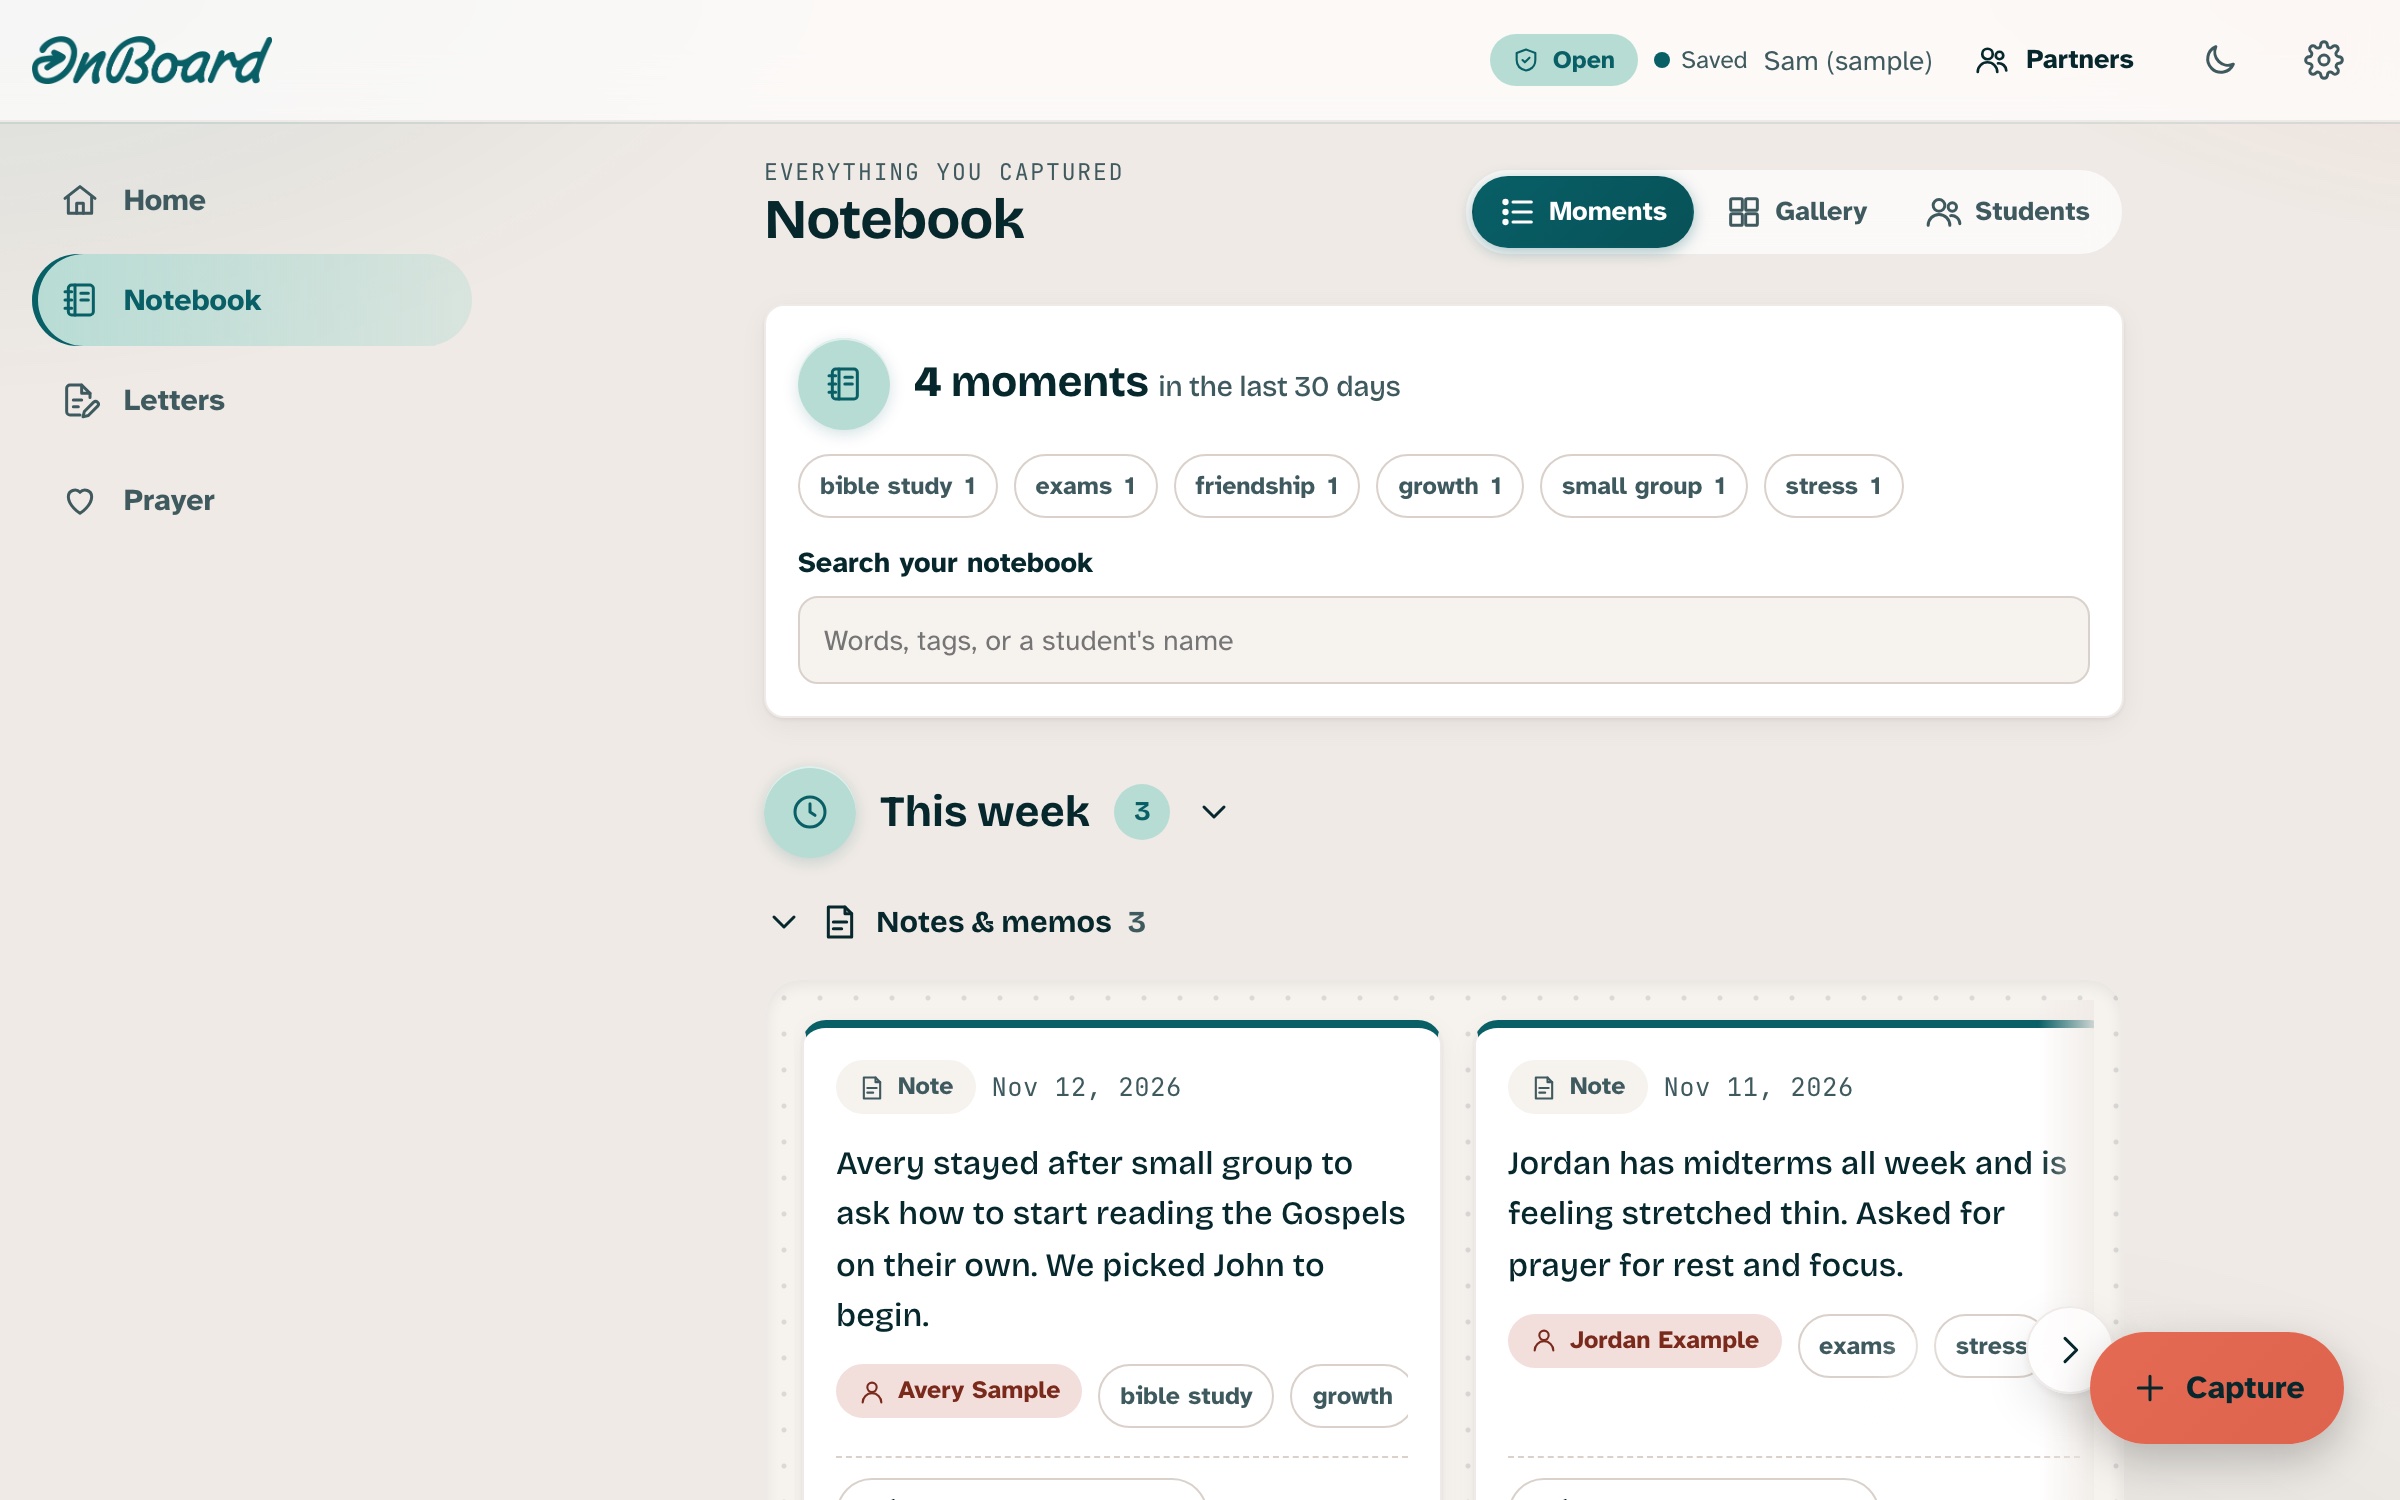 OnBoard
Open
Saved
Sam (sample)
Partners
Home
Notebook
Letters
Prayer
EVERYTHING YOU CAPTURED
Notebook
Moments
Gallery
Students
4 moments in the last 30 days
bible study 1
exams 1
friendship 1
growth 1
small group 1
stress 1
Search your notebook
Words, tags, or a student's name
This week 3
Notes & memos 3
Note Nov 12, 2026
Avery stayed after small group to
ask how to start reading the Gospels
on their own. We picked John to
begin.
Avery Sample
bible study
growth
Note Nov 11, 2026
Jordan has midterms all week and is
feeling stretched thin. Asked for
prayer for rest and focus.
Jordan Example
exams
stress
Capture